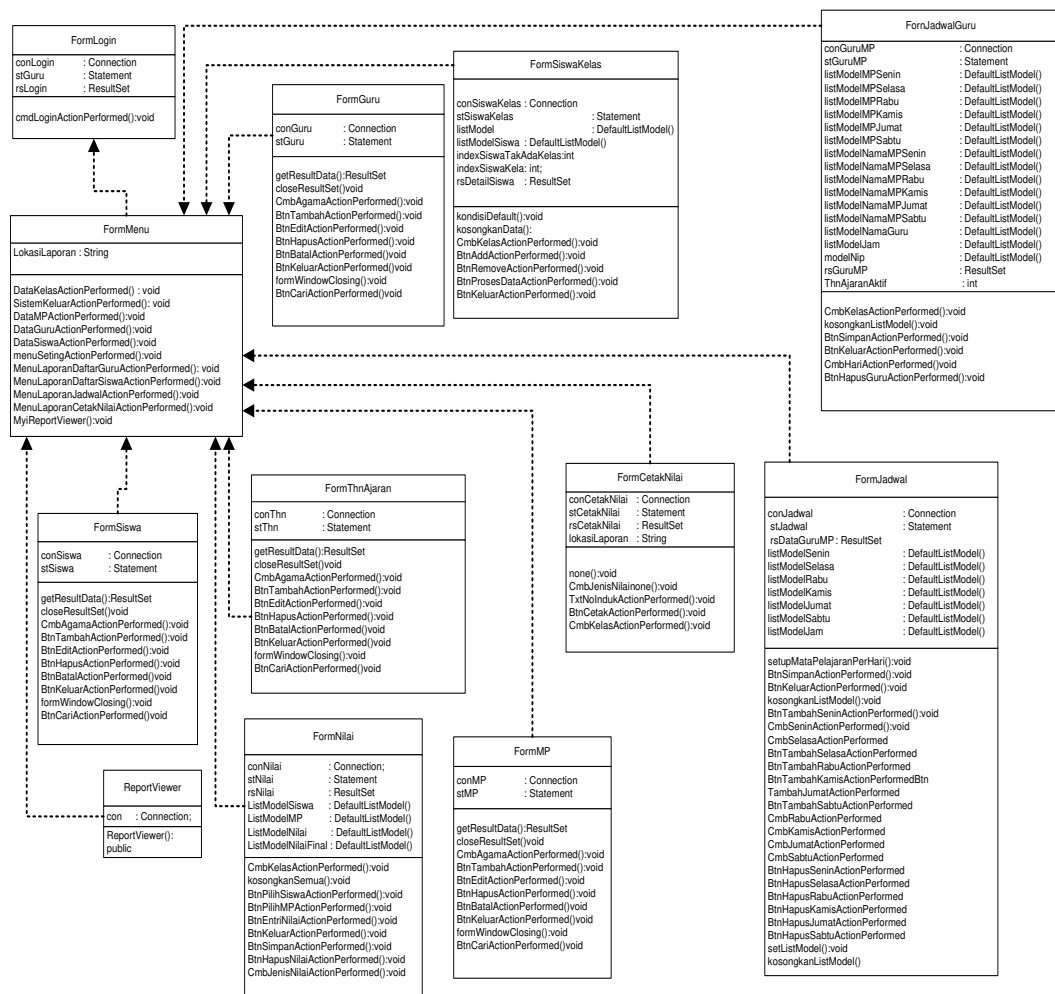 FormLogin
conLogin : Connection
stGuru : Statement
rsLogin : ResultSet
cmdLoginActionPerformed():void
FormMenu
LokasiLaporan : String
DataKelasActionPerformed() : void
SistemKeluarActionPerformed(): void
DataMPActionPerformed():void
DataGuruActionPerformed():void
DataSiswaActionPerformed():void
menuSetingActionPerformed():void
MenuLaporanDaftarGuruActionPerformed(): void
MenuLaporanDaftarSiswaActionPerformed():void
MenuLaporanJadwalActionPerformed():void
MenuLaporanCetakNilaiActionPerformed():void
MyiReportViewer():void
FormGuru
conGuru : Connection
stGuru : Statement
getResultData():ResultSet
closeResultSet()void
CmbAgamaActionPerformed():void
BtnTambahActionPerformed():void
BtnEditActionPerformed():void
BtnHapusActionPerformed():void
BtnBatalActionPerformed():void
BtnKeluarActionPerformed():void
formWindowClosing():void
BtnCariActionPerformed()void
FormSiswaKelas
conSiswaKelas : Connection
stSiswaKelas : Statement
listModel : DefaultListModel()
listModelSiswa : DefaultListModel()
indexSiswaTakAdaKelas:int
indexSiswaKela: int;
rsDetailSiswa : ResultSet
kondisiDefault():void
kosongkanData():
CmbKelasActionPerformed():void
BtnAddActionPerformed():void
BtnRemoveActionPerformed():void
BtnProsesDataActionPerformed():void
BtnKeluarActionPerformed():void
FornJadwalGuru
conGuruMP : Connection
stGuruMP : Statement
listModelMPSenin : DefaultListModel()
listModelMPSelasa : DefaultListModel()
listModelMPRabu : DefaultListModel()
listModelMPKamis : DefaultListModel()
listModelMPJumat : DefaultListModel()
listModelMPSabtu : DefaultListModel()
listModelNamaMPSenin : DefaultListModel()
listModelNamaMPSelasa : DefaultListModel()
listModelNamaMPRabu : DefaultListModel()
listModelNamaMPKamis : DefaultListModel()
listModelNamaMPJumat : DefaultListModel()
listModelNamaMPSabtu : DefaultListModel()
listModelNamaGuru : DefaultListModel()
listModelJam : DefaultListModel()
modelNip : DefaultListModel()
rsGuruMP : ResultSet
ThnAjaranAktif : int
CmbKelasActionPerformed():void
kosongkanListModel():void
BtnSimpanActionPerformed():void
BtnKeluarActionPerformed():void
CmbHariActionPerformed():void
BtnHapusGuruActionPerformed():void
FormSiswa
conSiswa : Connection
stSiswa : Statement
getResultData():ResultSet
closeResultSet()void
CmbAgamaActionPerformed():void
BtnTambahActionPerformed():void
BtnEditActionPerformed():void
BtnHapusActionPerformed():void
BtnBatalActionPerformed():void
BtnKeluarActionPerformed():void
formWindowClosing():void
BtnCariActionPerformed()void
FormThnAjaran
conThn : Connection
stThn : Statement
getResultData():ResultSet
closeResultSet()void
CmbAgamaActionPerformed():void
BtnTambahActionPerformed():void
BtnEditActionPerformed():void
BtnHapusActionPerformed():void
BtnBatalActionPerformed():void
BtnKeluarActionPerformed():void
formWindowClosing():void
BtnCariActionPerformed()void
FormCetakNilai
conCetakNilai : Connection
stCetakNilai : Statement
rsCetakNilai : ResultSet
lokasiLaporan : String
none():void
CmbJenisNilainone():void
TxtNoIndukActionPerformed():void
BtnCetakActionPerformed():void
CmbKelasActionPerformed():void
FormJadwal
conJadwal : Connection
stJadwal : Statement
rsDataGuruMP : ResultSet
listModelSenin : DefaultListModel()
listModelSelasa : DefaultListModel()
listModelRabu : DefaultListModel()
listModelKamis : DefaultListModel()
listModelJumat : DefaultListModel()
listModelSabtu : DefaultListModel()
listModelJam : DefaultListModel()
setupMataPelajaranPerHari():void
BtnSimpanActionPerformed():void
BtnKeluarActionPerformed():void
kosongkanListModel():void
BtnTambahSeninActionPerformed():void
CmbSeninActionPerformed():void
CmbSelasaActionPerformed
BtnTambahSelasaActionPerformed
BtnTambahRabuActionPerformed
BtnTambahKamisActionPerformedBtn
TambahJumatActionPerformed
BtnTambahSabtuActionPerformed
CmbRabuActionPerformed
CmbKamisActionPerformed
CmbJumatActionPerformed
CmbSabtuActionPerformed
BtnHapusSeninActionPerformed
BtnHapusSelasaActionPerformed
BtnHapusRabuActionPerformed
BtnHapusKamisActionPerformed
BtnHapusJumatActionPerformed
BtnHapusSabtuActionPerformed
setListModel():void
kosongkanListModel()
ReportViewer
con : Connection;
ReportViewer():
public
FormNilai
conNilai : Connection;
stNilai : Statement
rsNilai : ResultSet
ListModelSiswa : DefaultListModel()
ListModelMP : DefaultListModel()
ListModelNilai : DefaultListModel()
ListModelNilaiFinal : DefaultListModel()
CmbKelasActionPerformed():void
kosongkanSemua():void
BtnPilihSiswaActionPerformed():void
BtnPilihMPActionPerformed():void
BtnEntriNilaiActionPerformed():void
BtnKeluarActionPerformed():void
BtnSimpanActionPerformed():void
BtnHapusNilaiActionPerformed():void
CmbJenisNilaiActionPerformed():void
FormMP
conMP : Connection
stMP : Statement
getResultData():ResultSet
closeResultSet()void
CmbAgamaActionPerformed():void
BtnTambahActionPerformed():void
BtnEditActionPerformed():void
BtnHapusActionPerformed():void
BtnBatalActionPerformed():void
BtnKeluarActionPerformed():void
formWindowClosing():void
BtnCariActionPerformed()void